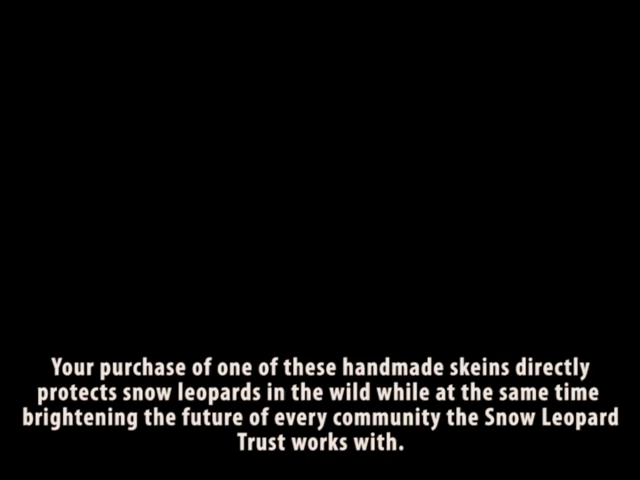 Your purchase of one of these handmade skeins directly
protects snow leopards in the wild while at the same time
brightening the future of every community the Snow Leopard
Trust works with.